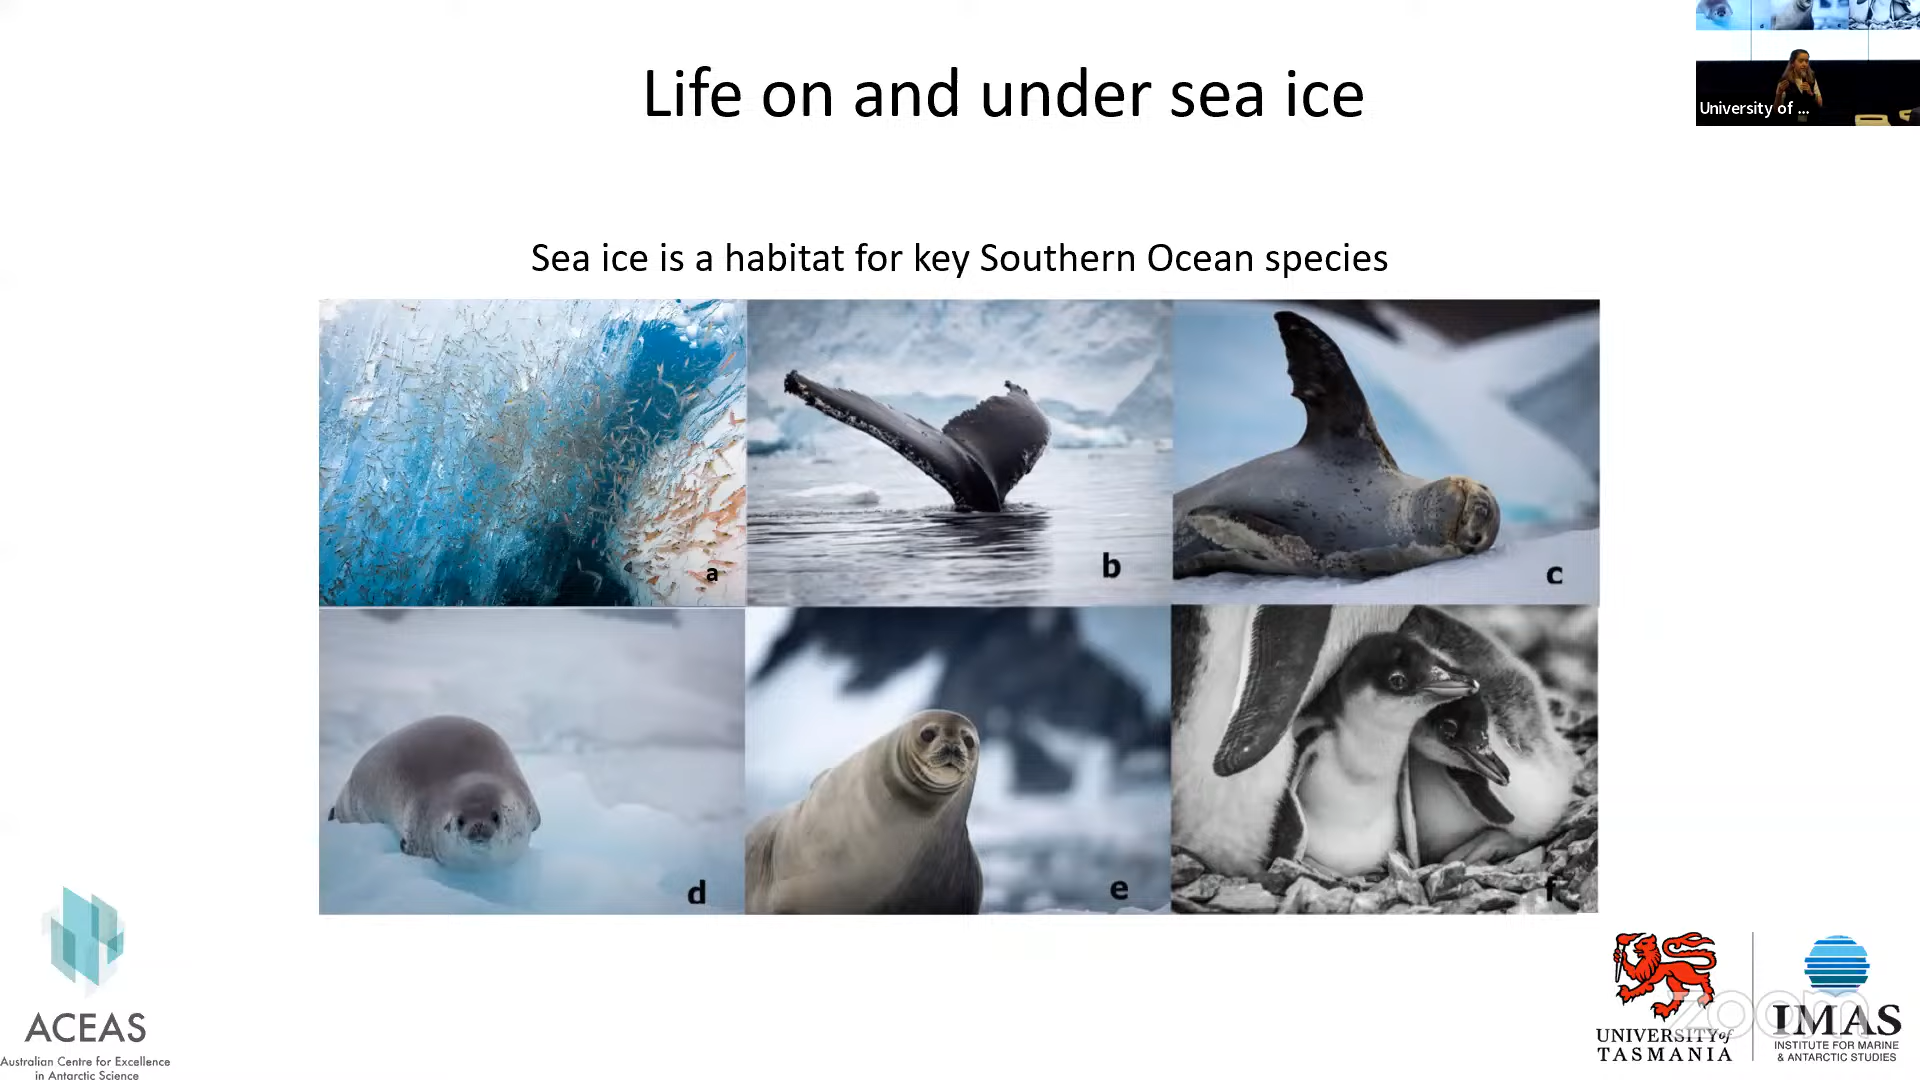 Life on and under sea ice
University of ...
Sea ice is a habitat for key Southern Ocean species
a
b
c
d
e
f
ACEAS
Australian Centre for Excellence
in Antarctic Science
UNIVERSITY of
TASMANIA
zoom
IMAS
INSTITUTE FOR MARINE
& ANTARCTIC STUDIES